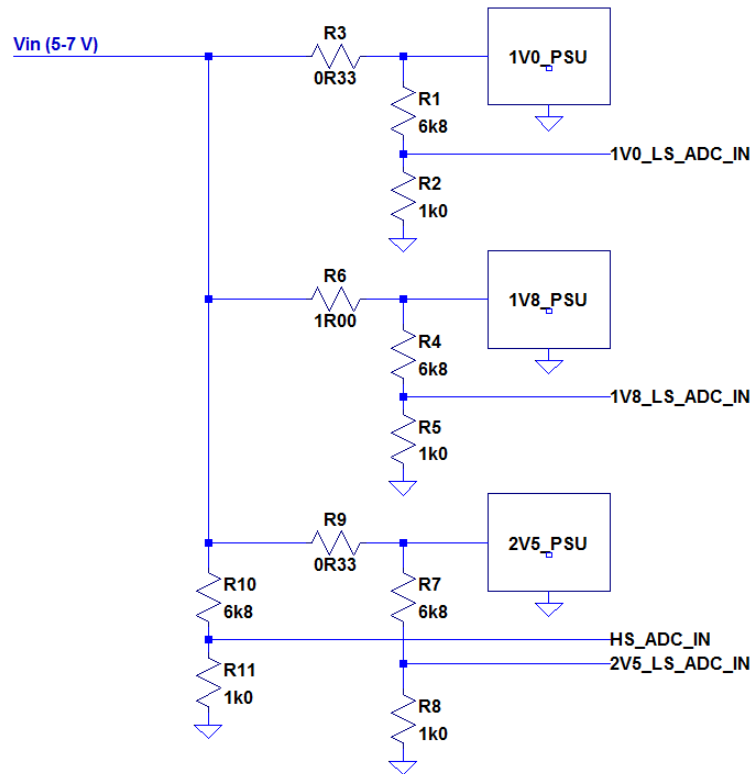 Vin (5-7 V)
R3
0R33
1V0_PSU
R1
6k8
1V0_LS_ADC_IN
R2
1k0
R6
1R00
1V8_PSU
R4
6k8
1V8_LS_ADC_IN
R5
1k0
R9
0R33
2V5_PSU
R10
6k8
R7
6k8
HS_ADC_IN
2V5_LS_ADC_IN
R11
1k0
R8
1k0